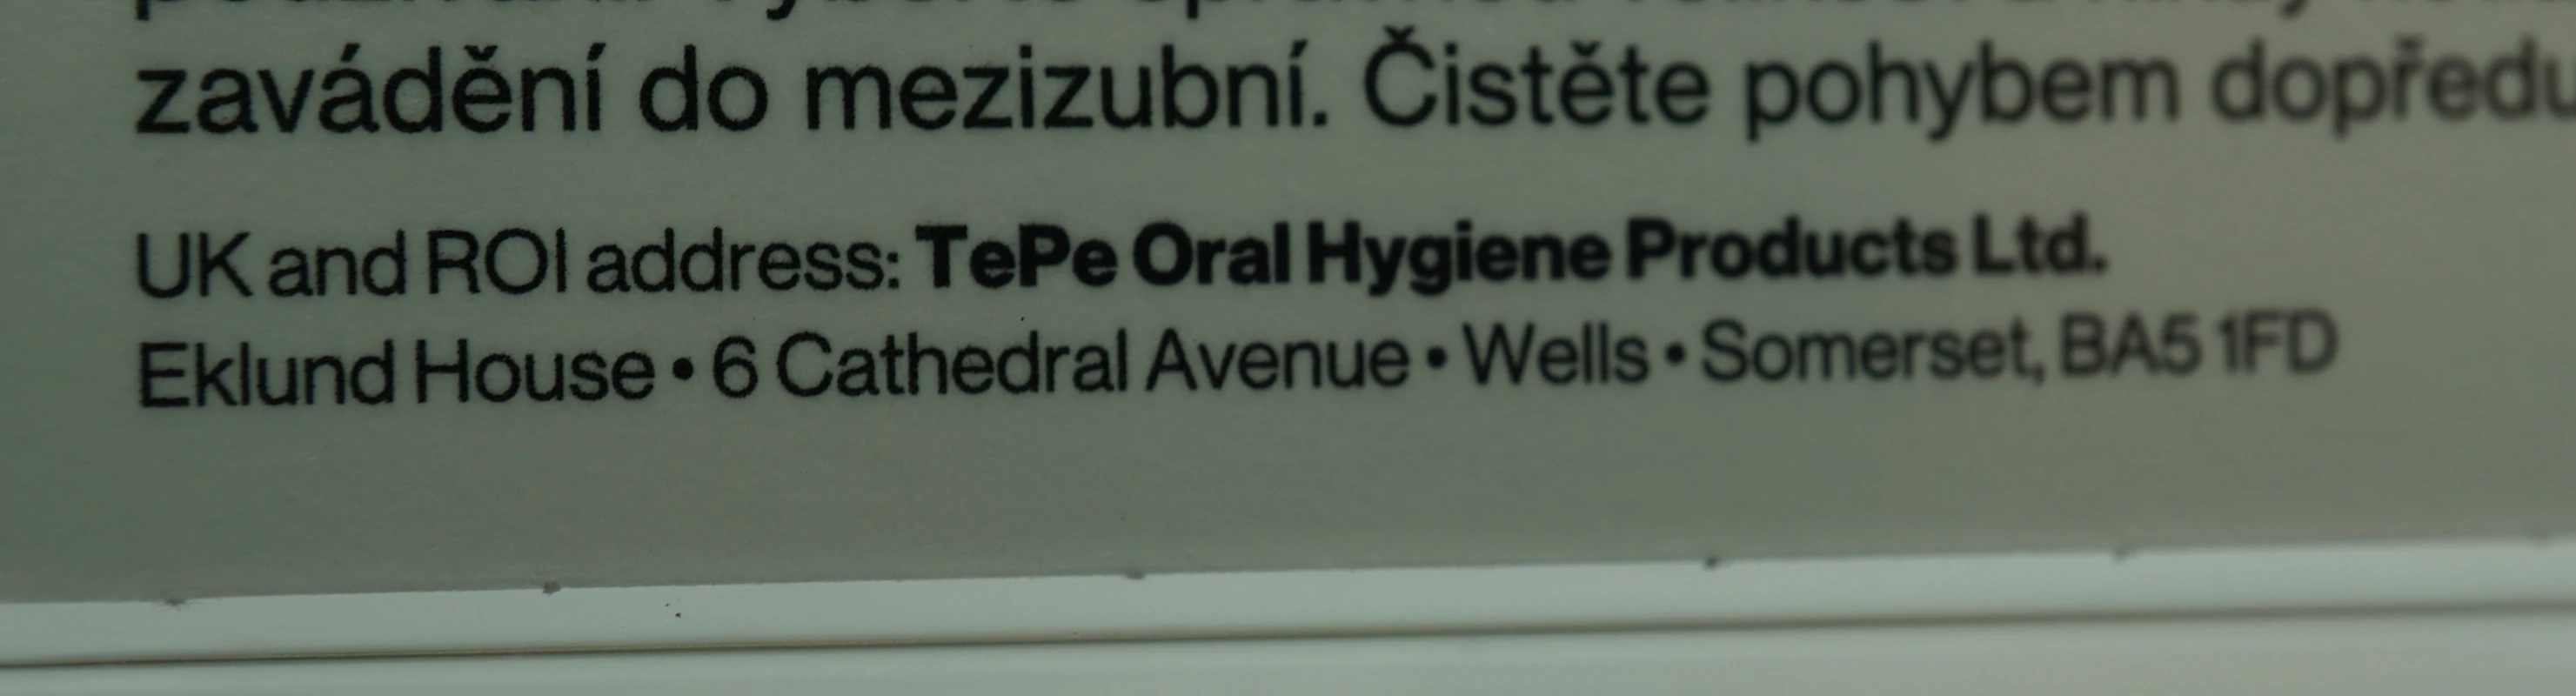 zavádění do mezizubní. Čistěte pohybem dopředu
UK and ROI address: TePe Oral Hygiene Products Ltd.
Eklund House • 6 Cathedral Avenue • Wells • Somerset, BA5 1FD